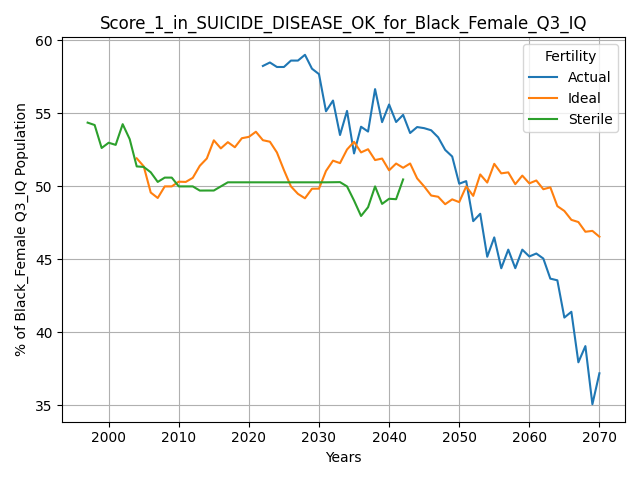 Score_1_in_SUICIDE_DISEASE_OK_for_Black_Female_Q3_IQ
% of Black_Female Q3_IQ Population
60
55
50
45
40
35
Fertility
Actual
Ideal
Sterile
2000 2010 2020 2030 2040 2050 2060 2070
Years